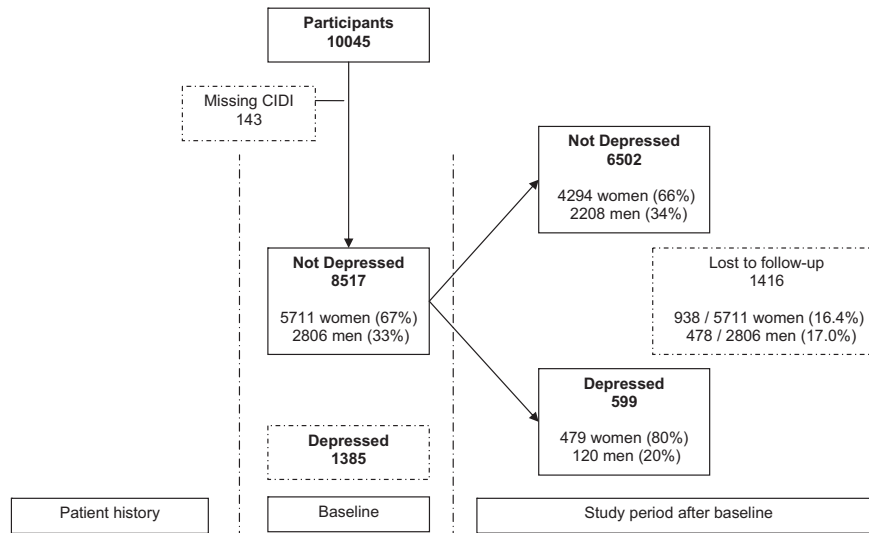 Participants
10045
Missing CIDI
143
Not Depressed
6502
4294 women (66%)
2208 men (34%)
Not Depressed
8517
5711 women (67%)
2806 men (33%)
Lost to follow-up
1416
938 / 5711 women (16.4%)
478 / 2806 men (17.0%)
Depressed
599
479 women (80%)
120 men (20%)
Depressed
1385
Patient history
Baseline
Study period after baseline